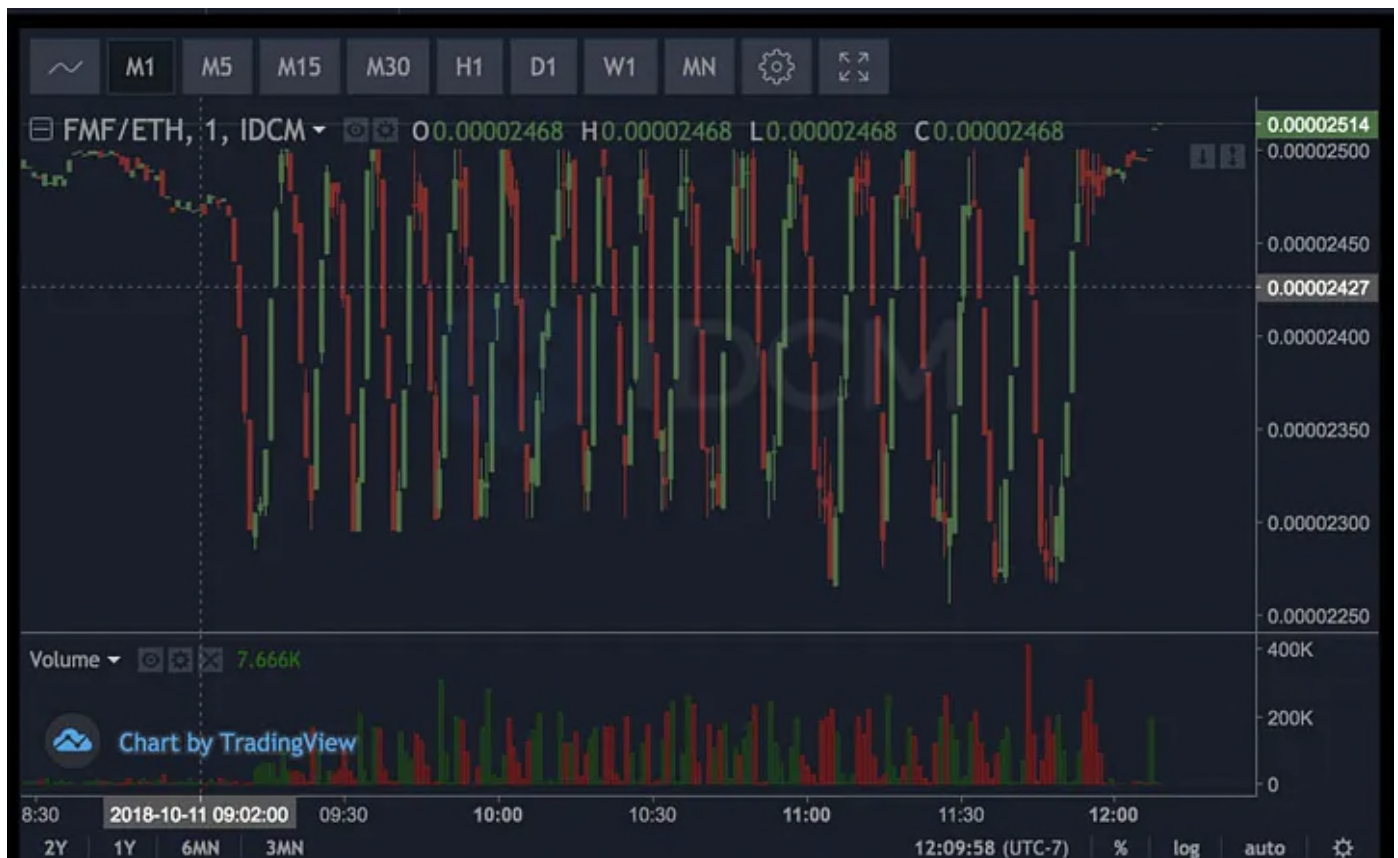 M1 M5 M15 M30 H1 D1 W1 MN
FMF/ETH, 1, IDCM O0.00002468 H0.00002468 L0.00002468 C0.00002468
0.00002514
0.00002500
0.00002450
0.00002427
0.00002400
IDCM
0.00002350
0.00002300
0.00002250
Volume 7.666K
400K
200K
Chart by TradingView
0
8:30 2018-10-11 09:02:00 09:30 10:00 10:30 11:00 11:30 12:00
2Y 1Y 6MN 3MN 12:09:58 (UTC-7) % log auto